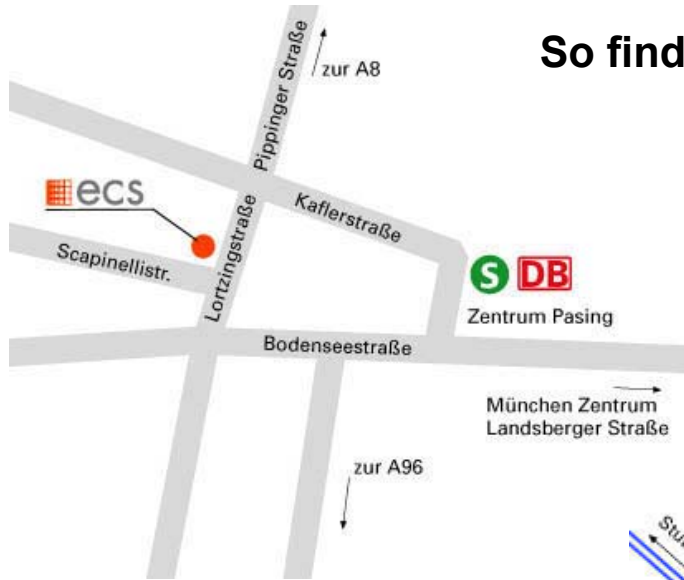 So find
zur A8
Pippinger Straße
ecs
Kaflerstraße
Scapinellistr.
Lortzingstraße
S DB
Zentrum Pasing
Bodenseestraße
München Zentrum
Landsberger Straße
zur A96
Stu